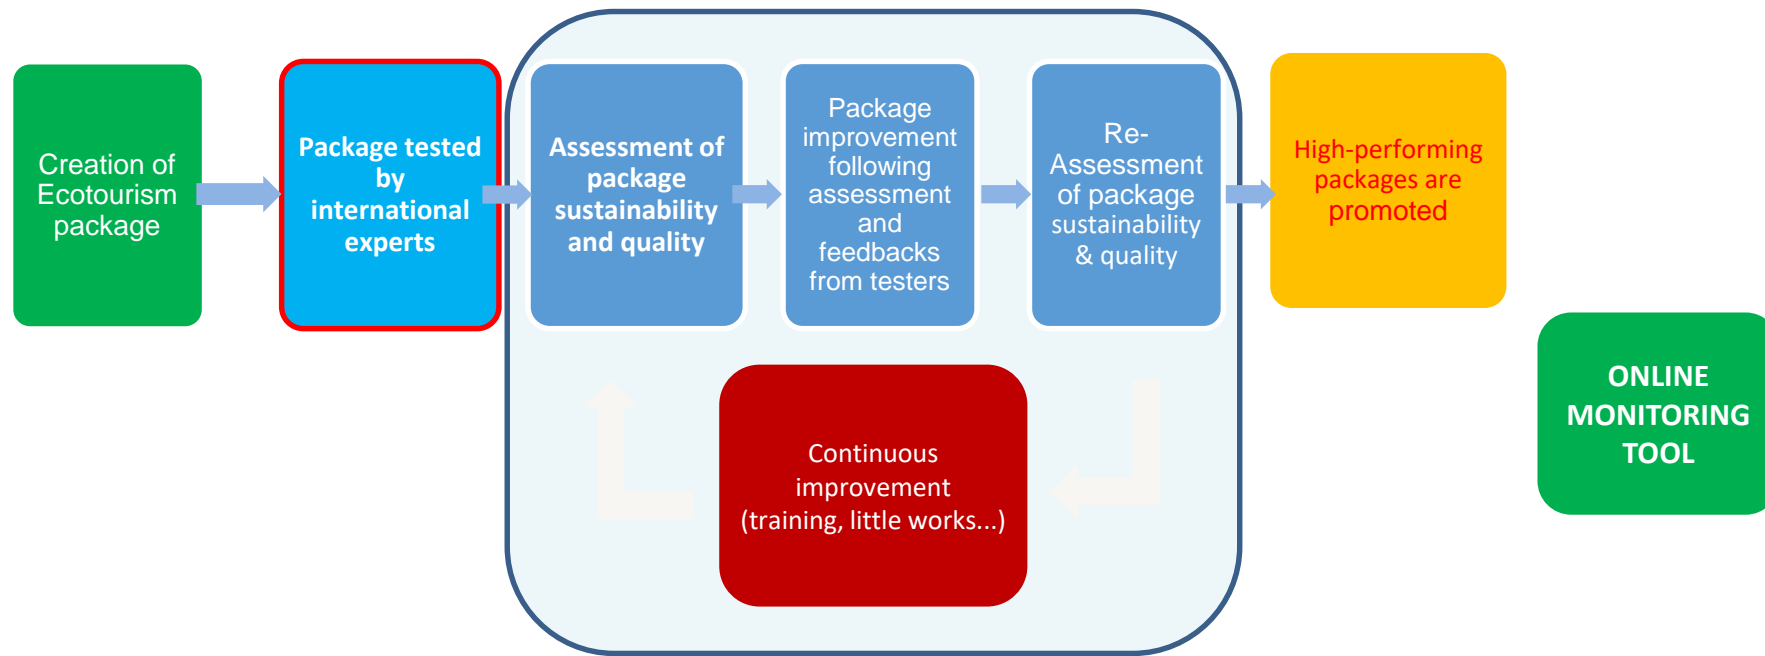 Creation of
Ecotourism
package
Package tested
by
international
experts
Assessment of
package
sustainability
and quality
Package
improvement
following
assessment
and
feedbacks
from testers
Re-
Assessment
of package
sustainability
& quality
High-performing
packages are
promoted
Continuous
improvement
(training, little works...)
ONLINE
MONITORING
TOOL